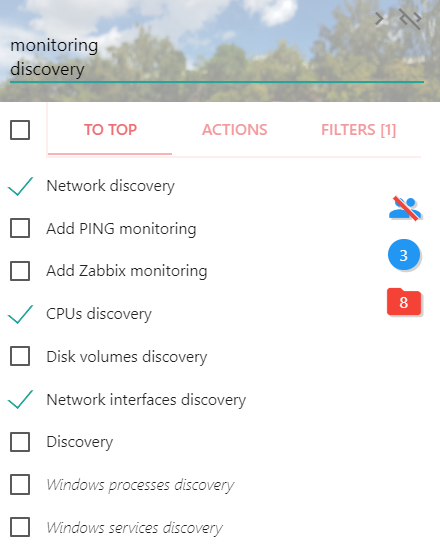 monitoring
discovery
TO TOP ACTIONS FILTERS [1]
Network discovery
Add PING monitoring
Add Zabbix monitoring
3
CPUs discovery
8
Disk volumes discovery
Network interfaces discovery
Discovery
Windows processes discovery
Windows services discovery